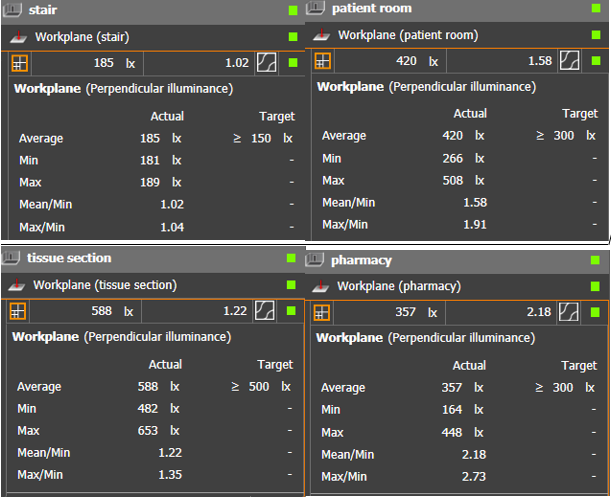 stair
Workplane (stair)
185 lx 1.02
Workplane (Perpendicular illuminance)
Actual Target
Average 185 lx ≥ 150 lx
Min 181 lx -
Max 189 lx -
Mean/Min 1.02 -
Max/Min 1.04 -
patient room
Workplane (patient room)
420 lx 1.58
Workplane (Perpendicular illuminance)
Actual Target
Average 420 lx ≥ 300 lx
Min 266 lx -
Max 508 lx -
Mean/Min 1.58 -
Max/Min 1.91 -
tissue section
Workplane (tissue section)
588 lx 1.22
Workplane (Perpendicular illuminance)
Actual Target
Average 588 lx ≥ 500 lx
Min 482 lx -
Max 653 lx -
Mean/Min 1.22 -
Max/Min 1.35 -
pharmacy
Workplane (pharmacy)
357 lx 2.18
Workplane (Perpendicular illuminance)
Actual Target
Average 357 lx ≥ 300 lx
Min 164 lx -
Max 448 lx -
Mean/Min 2.18 -
Max/Min 2.73 -